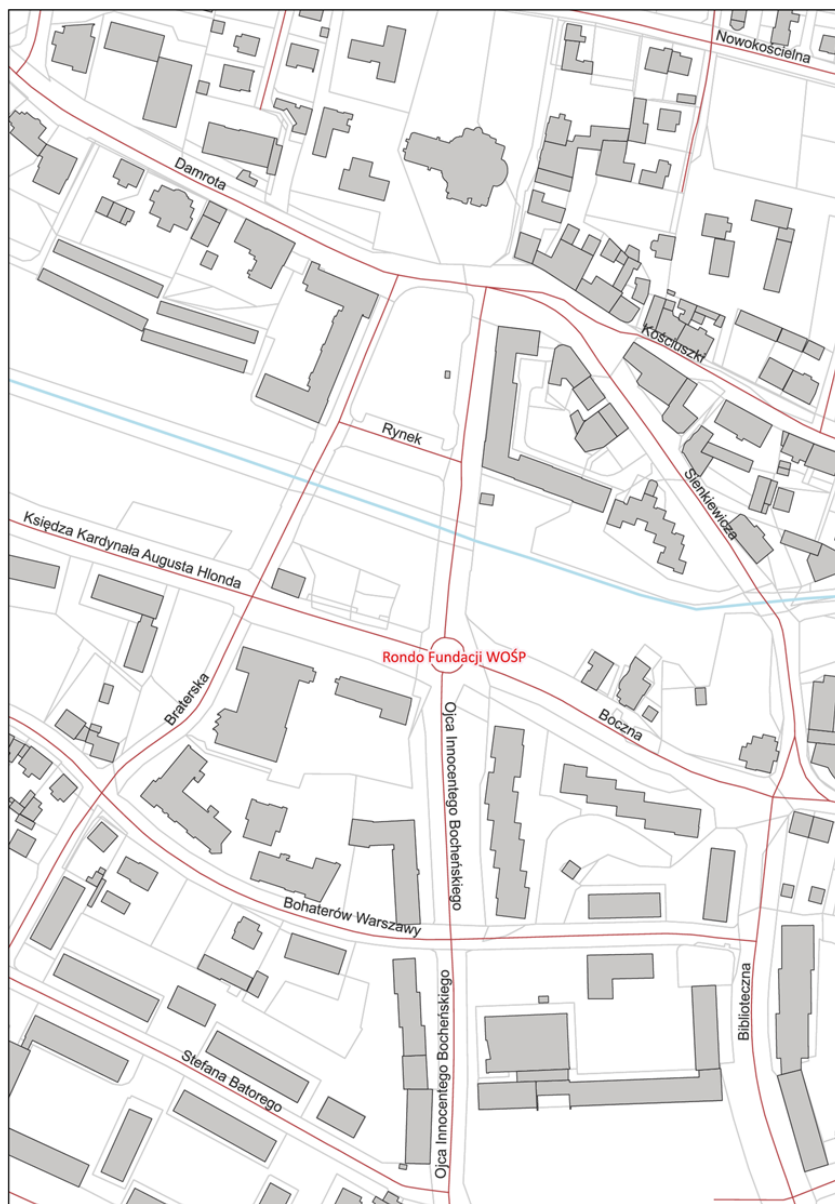 Nowokościelna
Damrota
Kościuszki
Rynek
Sienkiewicza
Księdza Kardynała Augusta Hlonda
Rondo Fundacji WOŚP
Braterska
Ojca Innocentego Bocheńskiego
Boczna
Bohaterów Warszawy
Ojca Innocentego Bocheńskiego
Biblioteczna
Stefana Batorego